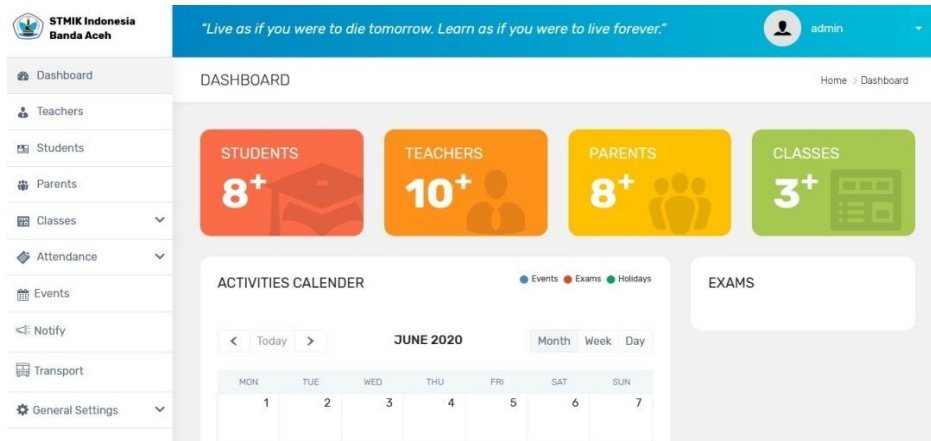 STMIK Indonesia
Banda Aceh
"Live as if you were to die tomorrow. Learn as if you were to live forever."
admin
Dashboard
Teachers
Students
Parents
Classes
Attendance
Events
Notify
Transport
General Settings
DASHBOARD
Home > Dashboard
STUDENTS
8+
TEACHERS
10+
PARENTS
8+
CLASSES
3+
ACTIVITIES CALENDER
Events Exams Holidays
< Today >
JUNE 2020
Month Week Day
MON TUE WED THU FRI SAT SUN
1 2 3 4 5 6 7
EXAMS